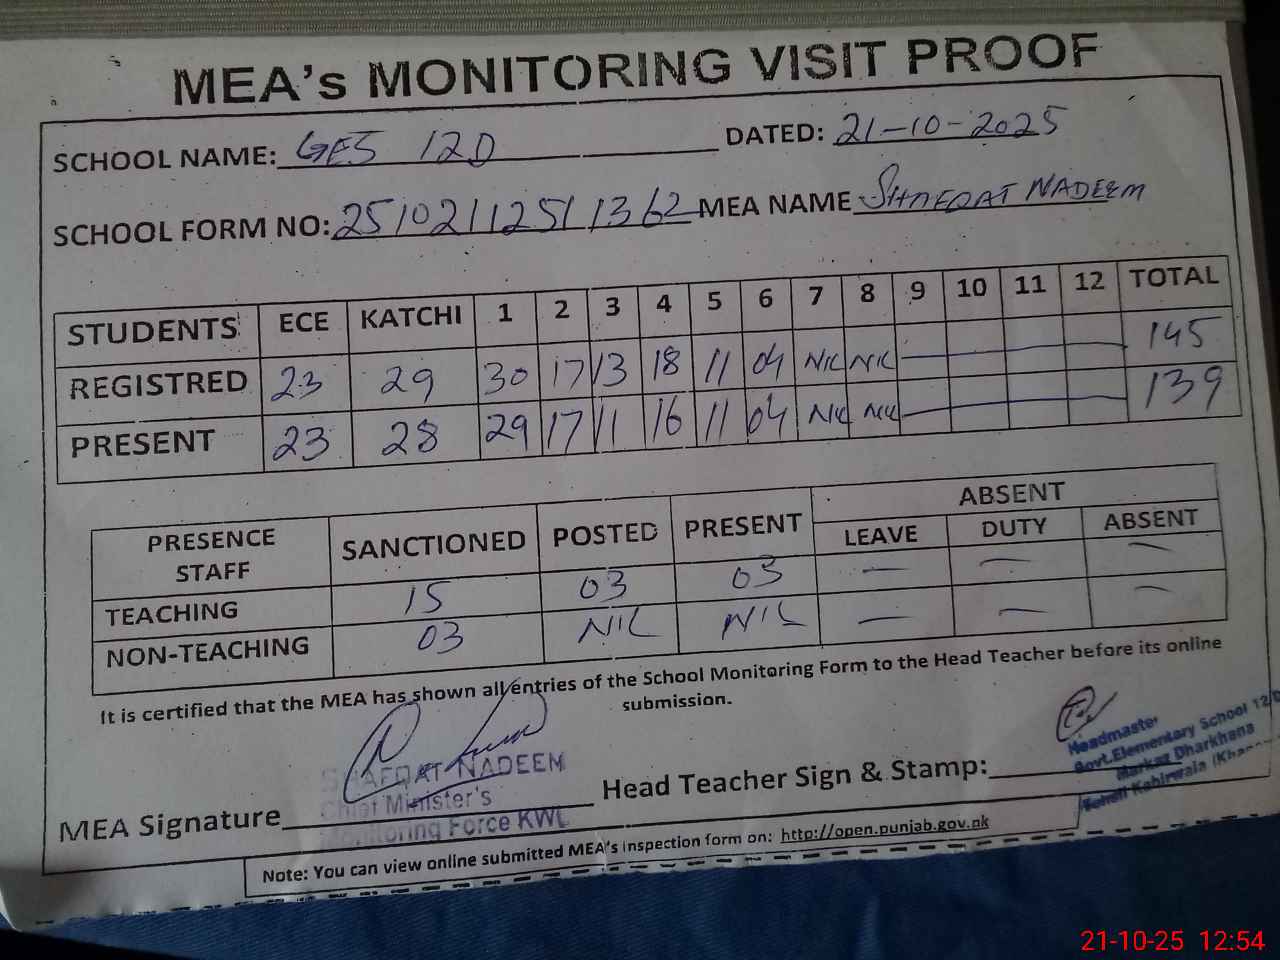 MEA's MONITORING VISIT PROOF
SCHOOL NAME: GES 12D DATED: 21-10-2025
SCHOOL FORM NO: 25102112511362 MEA NAME SHAFQAT NADEEM
STUDENTS ECE KATCHI 1 2 3 4 5 6 7 8 9 10 11 12 TOTAL
REGISTRED 23 29 30 17 13 18 11 04 NIL NIL — — — — 145
PRESENT 23 28 29 17 11 16 11 04 NIL NIL — — — — 139
PRESENCE STAFF SANCTIONED POSTED PRESENT ABSENT
LEAVE DUTY ABSENT
TEACHING 15 03 03 — — —
NON-TEACHING 03 NIL NIL — — —
It is certified that the MEA has shown all entries of the School Monitoring Form to the Head Teacher before its online
submission.
MEA Signature
SHAFQAT NADEEM
Chief Minister's
Monitoring Force KWL
Head Teacher Sign & Stamp:
Headmaster
Govt.Elementary School 12/D
Markaz Dharkhana
Tehsil Kabirwala
Note: You can view online submitted MEA's inspection form on: http://open.punjab.gov.pk
21-10-25 12:54